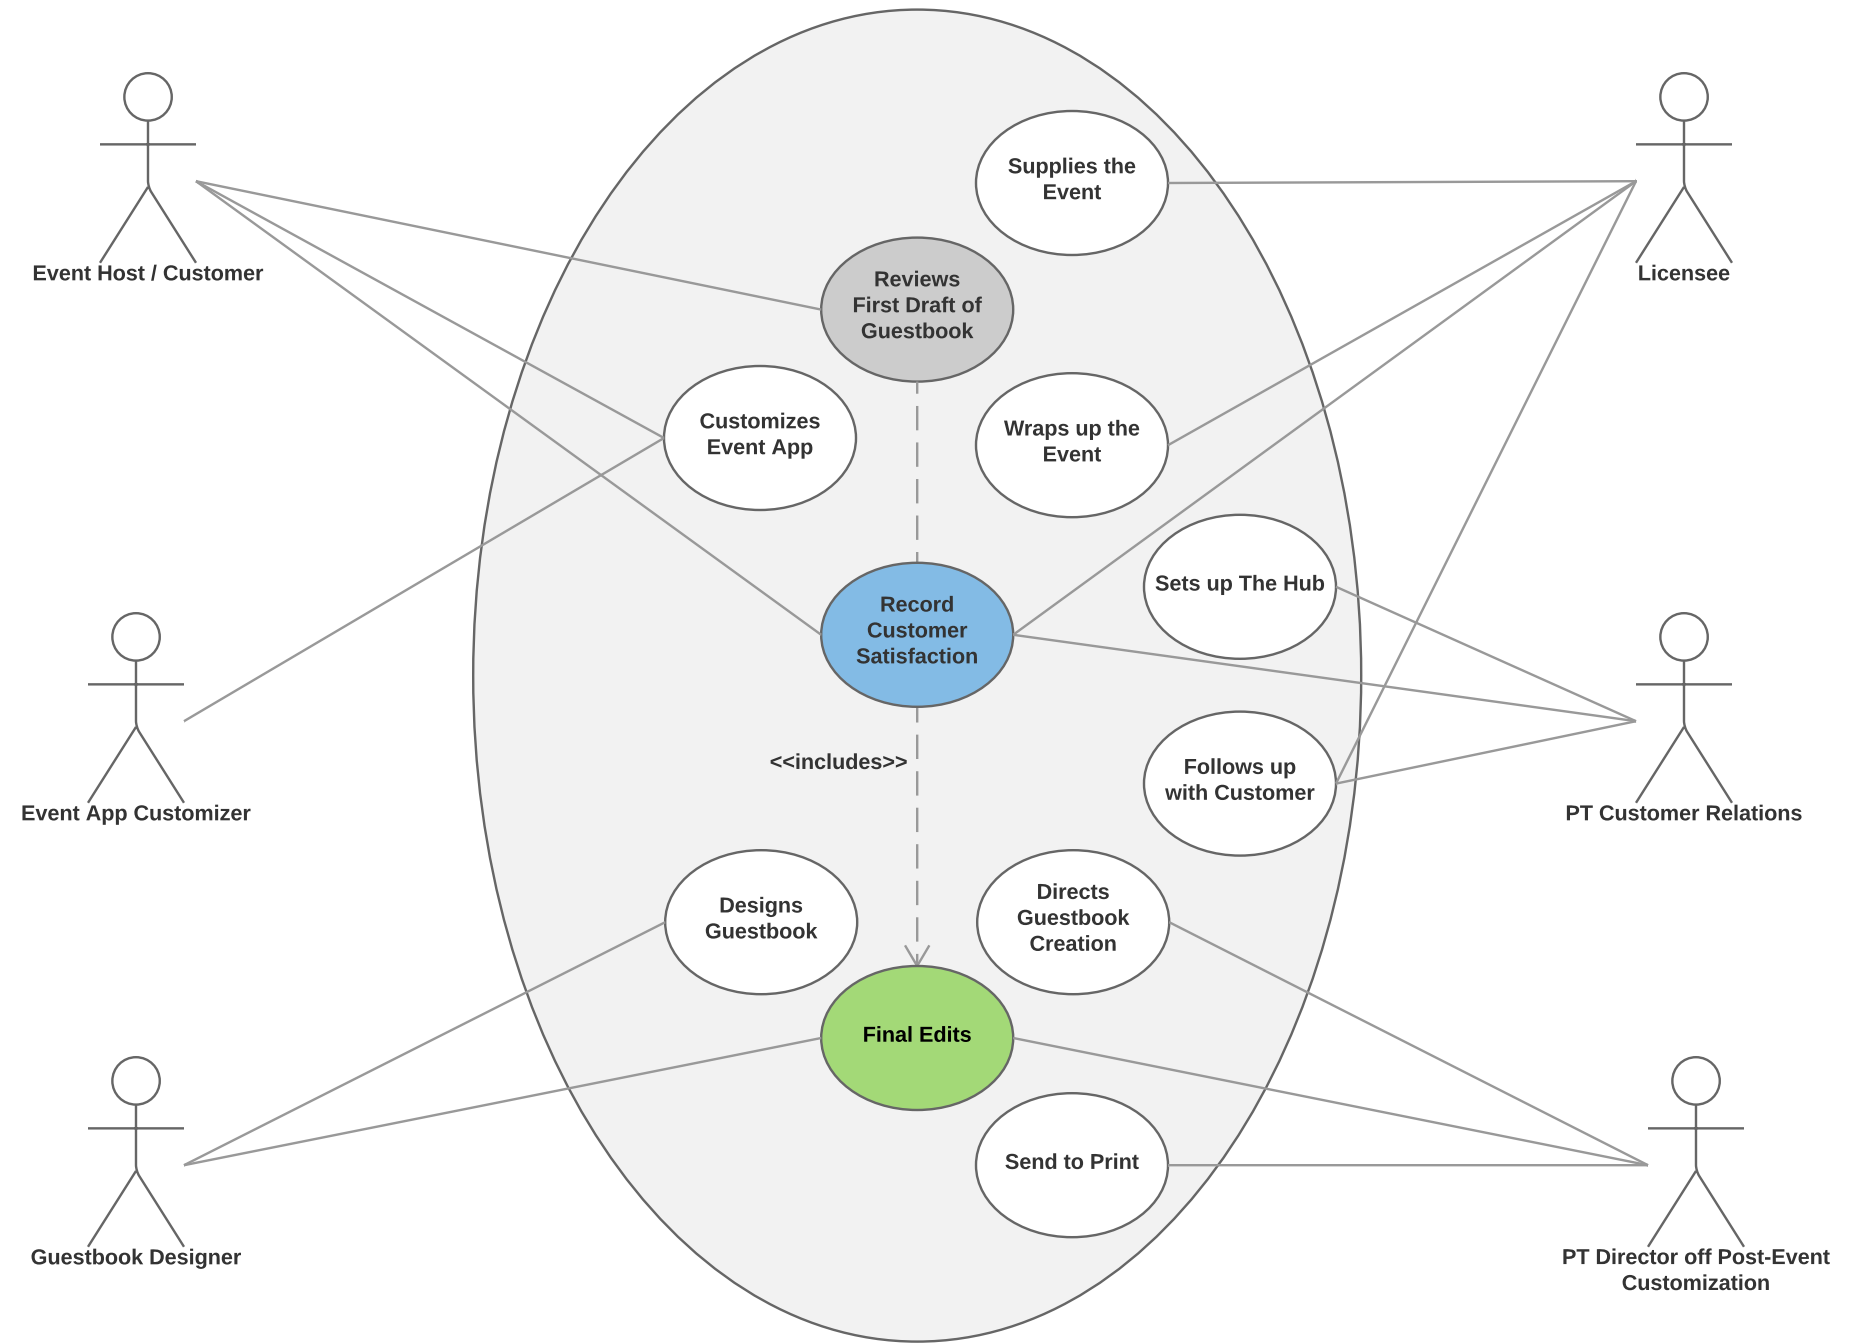 Supplies the
Event
Event Host / Customer
Licensee
Reviews
First Draft of
Guestbook
Customizes
Event App
Wraps up the
Event
Sets up The Hub
Record
Customer
Satisfaction
<<includes>>
Follows up
with Customer
Event App Customizer
PT Customer Relations
Designs
Guestbook
Directs
Guestbook
Creation
Final Edits
Send to Print
Guestbook Designer
PT Director off Post-Event
Customization